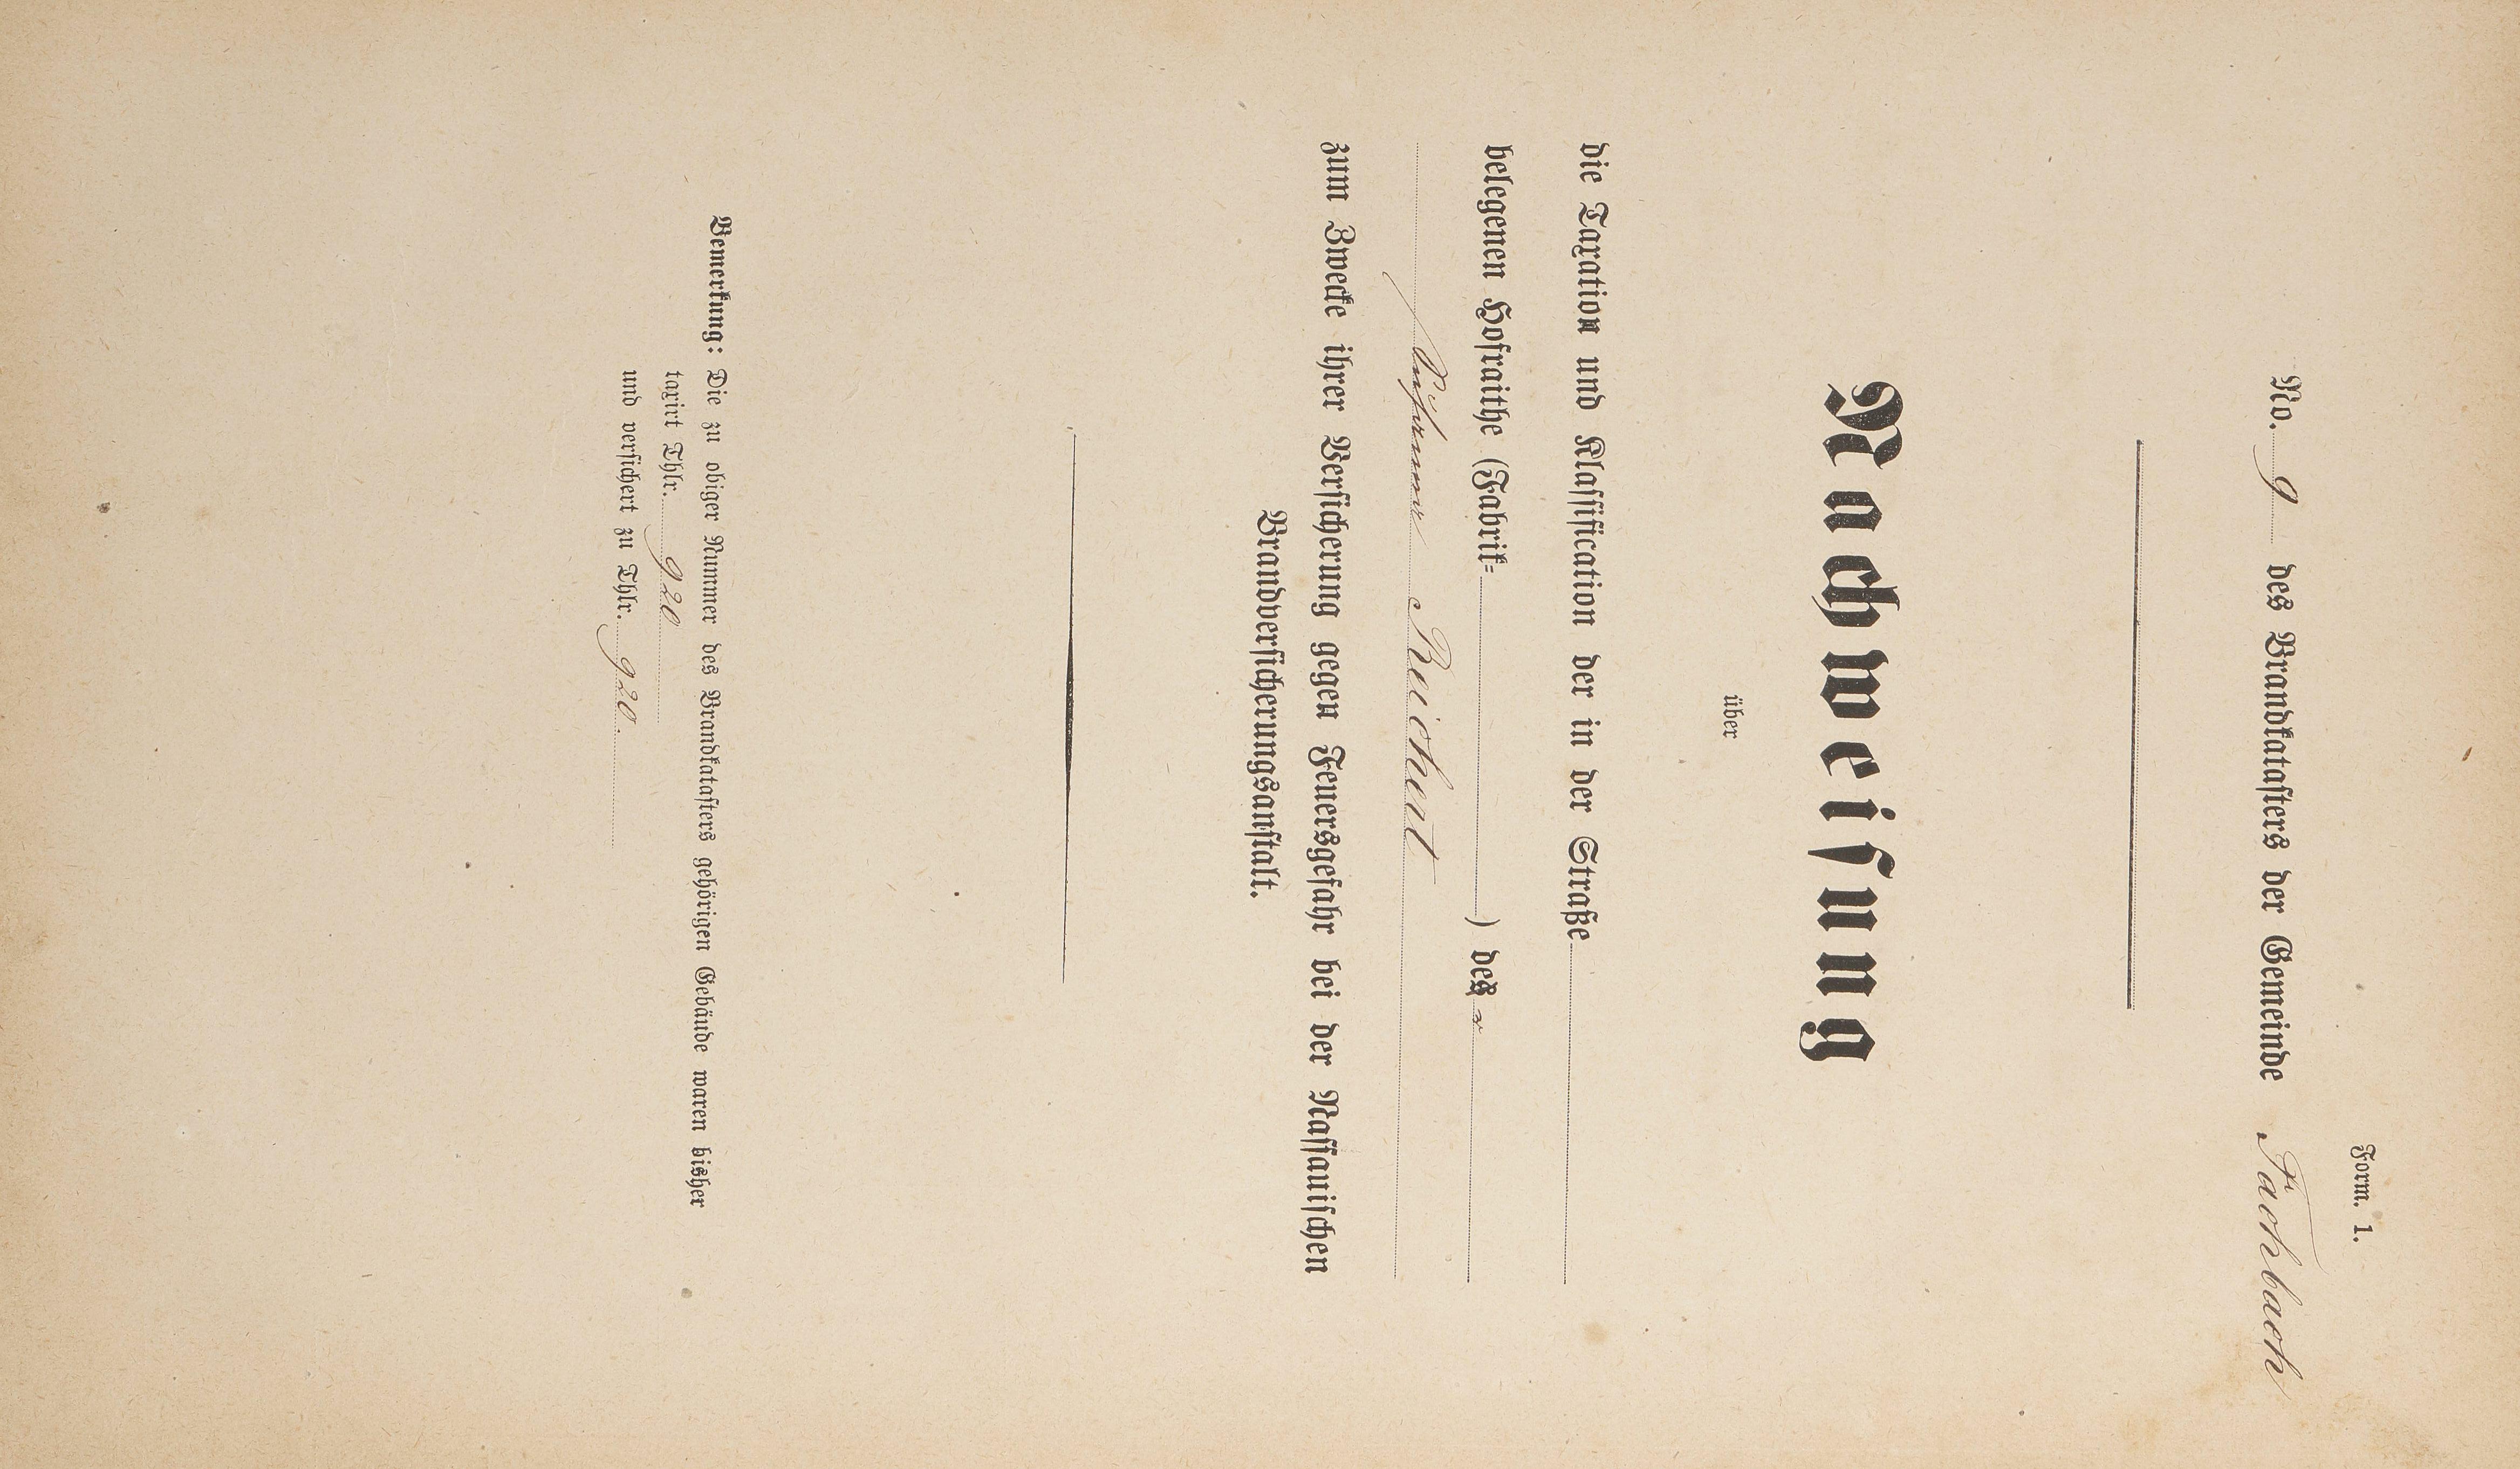 Form. 1.
No. 9 des Brandkatasters der Gemeinde Fachbach
Nachweisung
über
die Taxation und Klassification der in der Straße
belegenen Hofraithe (Fabrik= ) des r
Reichert
zum Zwecke ihrer Versicherung gegen Feuersgefahr bei der Nassauischen
Brandversicherungsanstalt.
Bemerkung: Die zu obiger Nummer des Brandkatasters gehörigen Gebäude waren bisher
taxirt Thlr. 920
und versichert zu Thlr. 920.